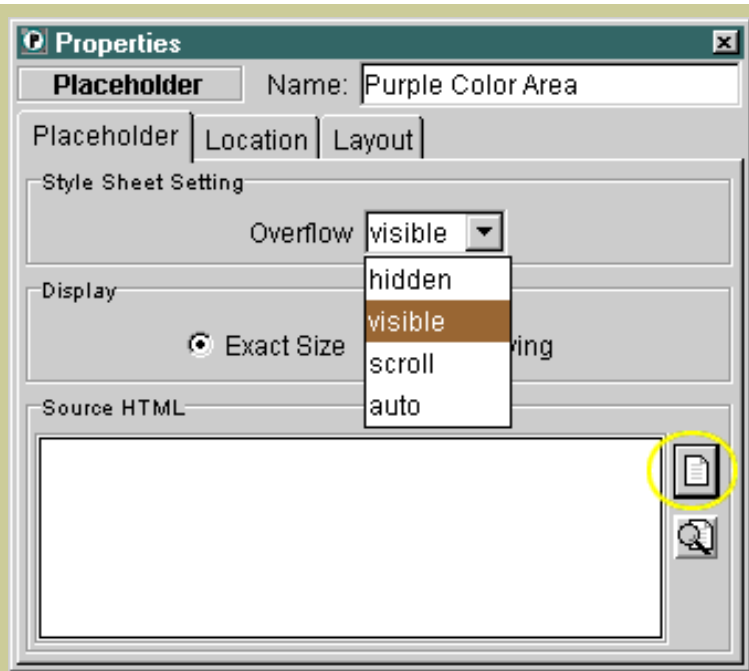 Properties
Placeholder Name: Purple Color Area
Placeholder Location Layout
Style Sheet Setting
Overflow visible
hidden
Display
visible
Exact Size
scroll
auto
Source HTML